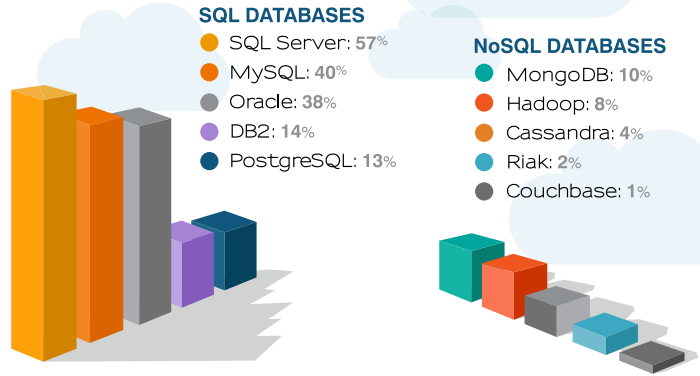 SQL DATABASES
SQL Server: 57%
MySQL: 40%
Oracle: 38%
DB2: 14%
PostgreSQL: 13%
NoSQL DATABASES
MongoDB: 10%
Hadoop: 8%
Cassandra: 4%
Riak: 2%
Couchbase: 1%